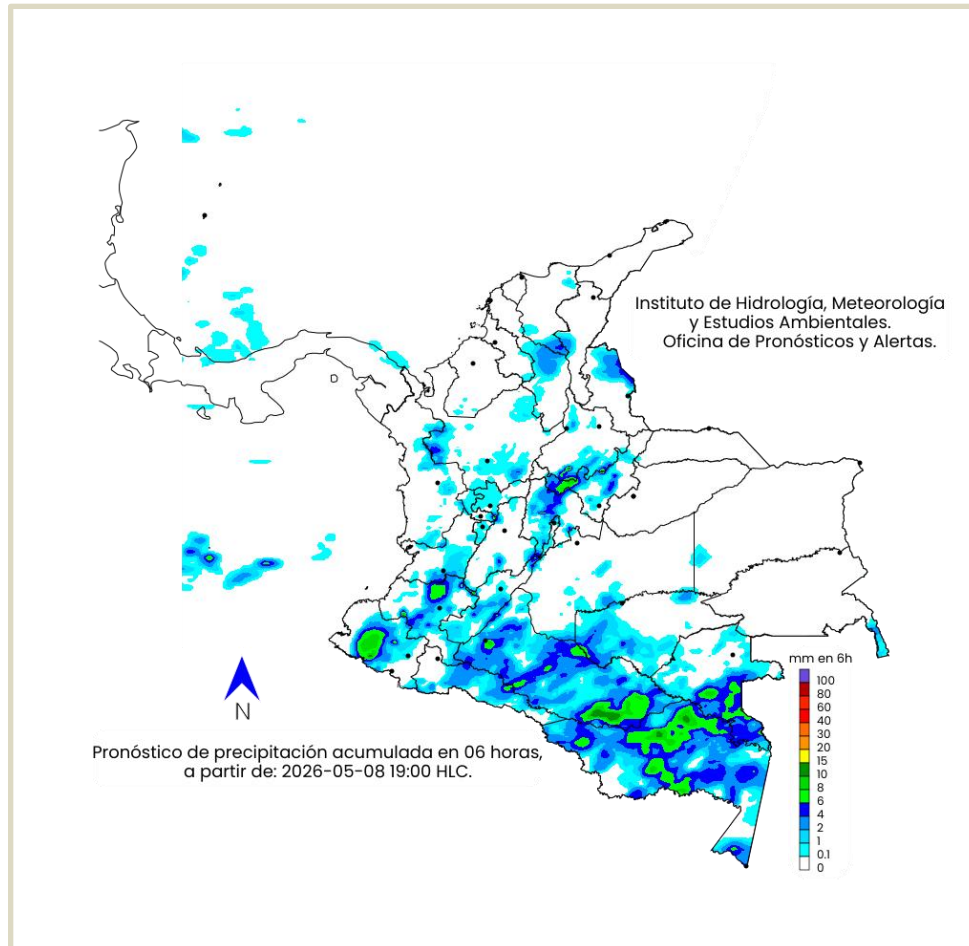 Instituto de Hidrología, Meteorología
y Estudios Ambientales.
Oficina de Pronósticos y Alertas.
mm en 6h
100
80
60
40
30
20
15
10
8
6
4
2
1
0.1
0
N
Pronóstico de precipitación acumulada en 06 horas,
a partir de: 2026-05-08 19:00 HLC.